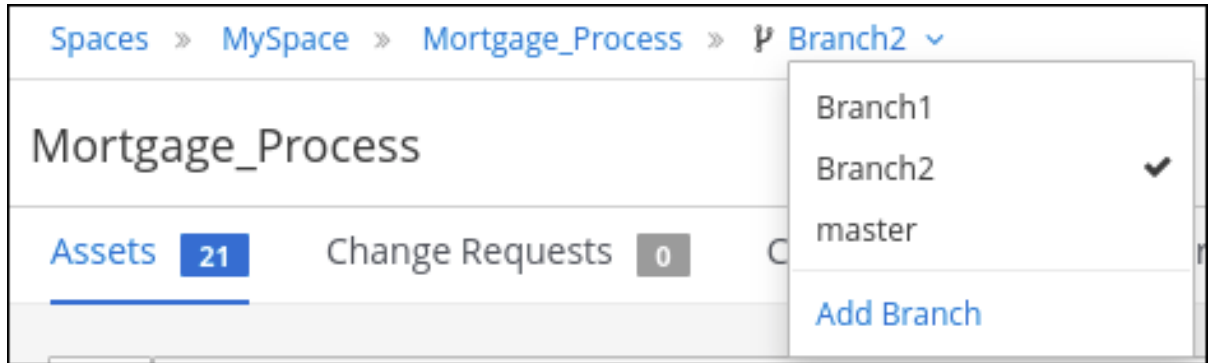 Spaces » MySpace » Mortgage_Process » Branch2
Branch1
Branch2
master
Add Branch
Mortgage_Process
Assets 21 Change Requests 0